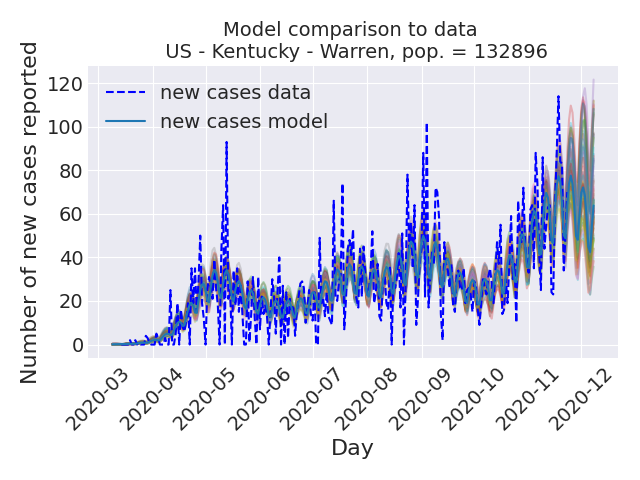 Model comparison to data
US - Kentucky - Warren, pop. = 132896
Number of new cases reported
120
100
80
60
40
20
0
new cases data
new cases model
2020-03
2020-04
2020-05
2020-06
2020-07
2020-08
2020-09
2020-10
2020-11
2020-12
Day